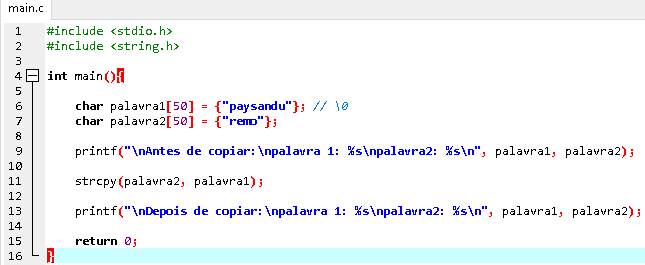 main.c
1 #include <stdio.h>
2 #include <string.h>
3
4 int main(){
5
6 char palavra1[50] = {"paysandu"}; // \0
7 char palavra2[50] = {"remo"};
8
9 printf("\nAntes de copiar:\npalavra 1: %s\npalavra2: %s\n", palavra1, palavra2);
10
11 strcpy(palavra2, palavra1);
12
13 printf("\nDepois de copiar:\npalavra 1: %s\npalavra2: %s\n", palavra1, palavra2);
14
15 return 0;
16 }